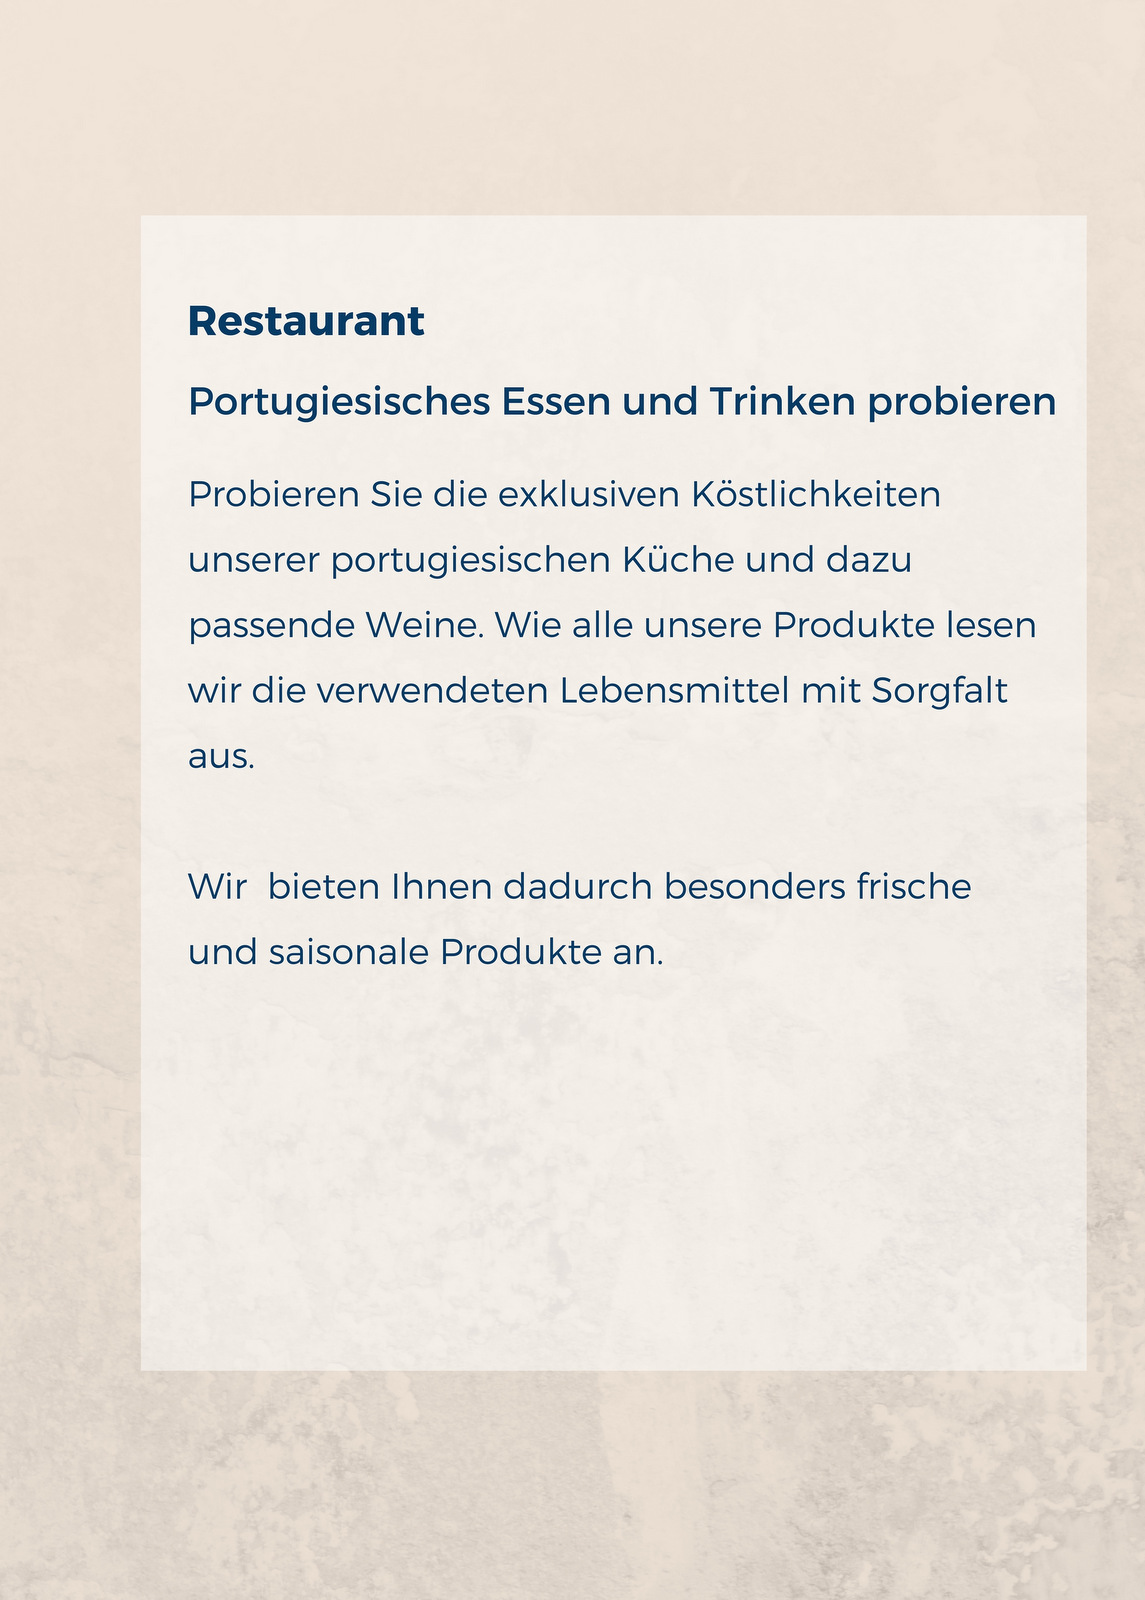 Restaurant
Portugiesisches Essen und Trinken probieren
Probieren Sie die exklusiven Köstlichkeiten
unserer portugiesischen Küche und dazu
passende Weine. Wie alle unsere Produkte lesen
wir die verwendeten Lebensmittel mit Sorgfalt
aus.
Wir  bieten Ihnen dadurch besonders frische
und saisonale Produkte an.